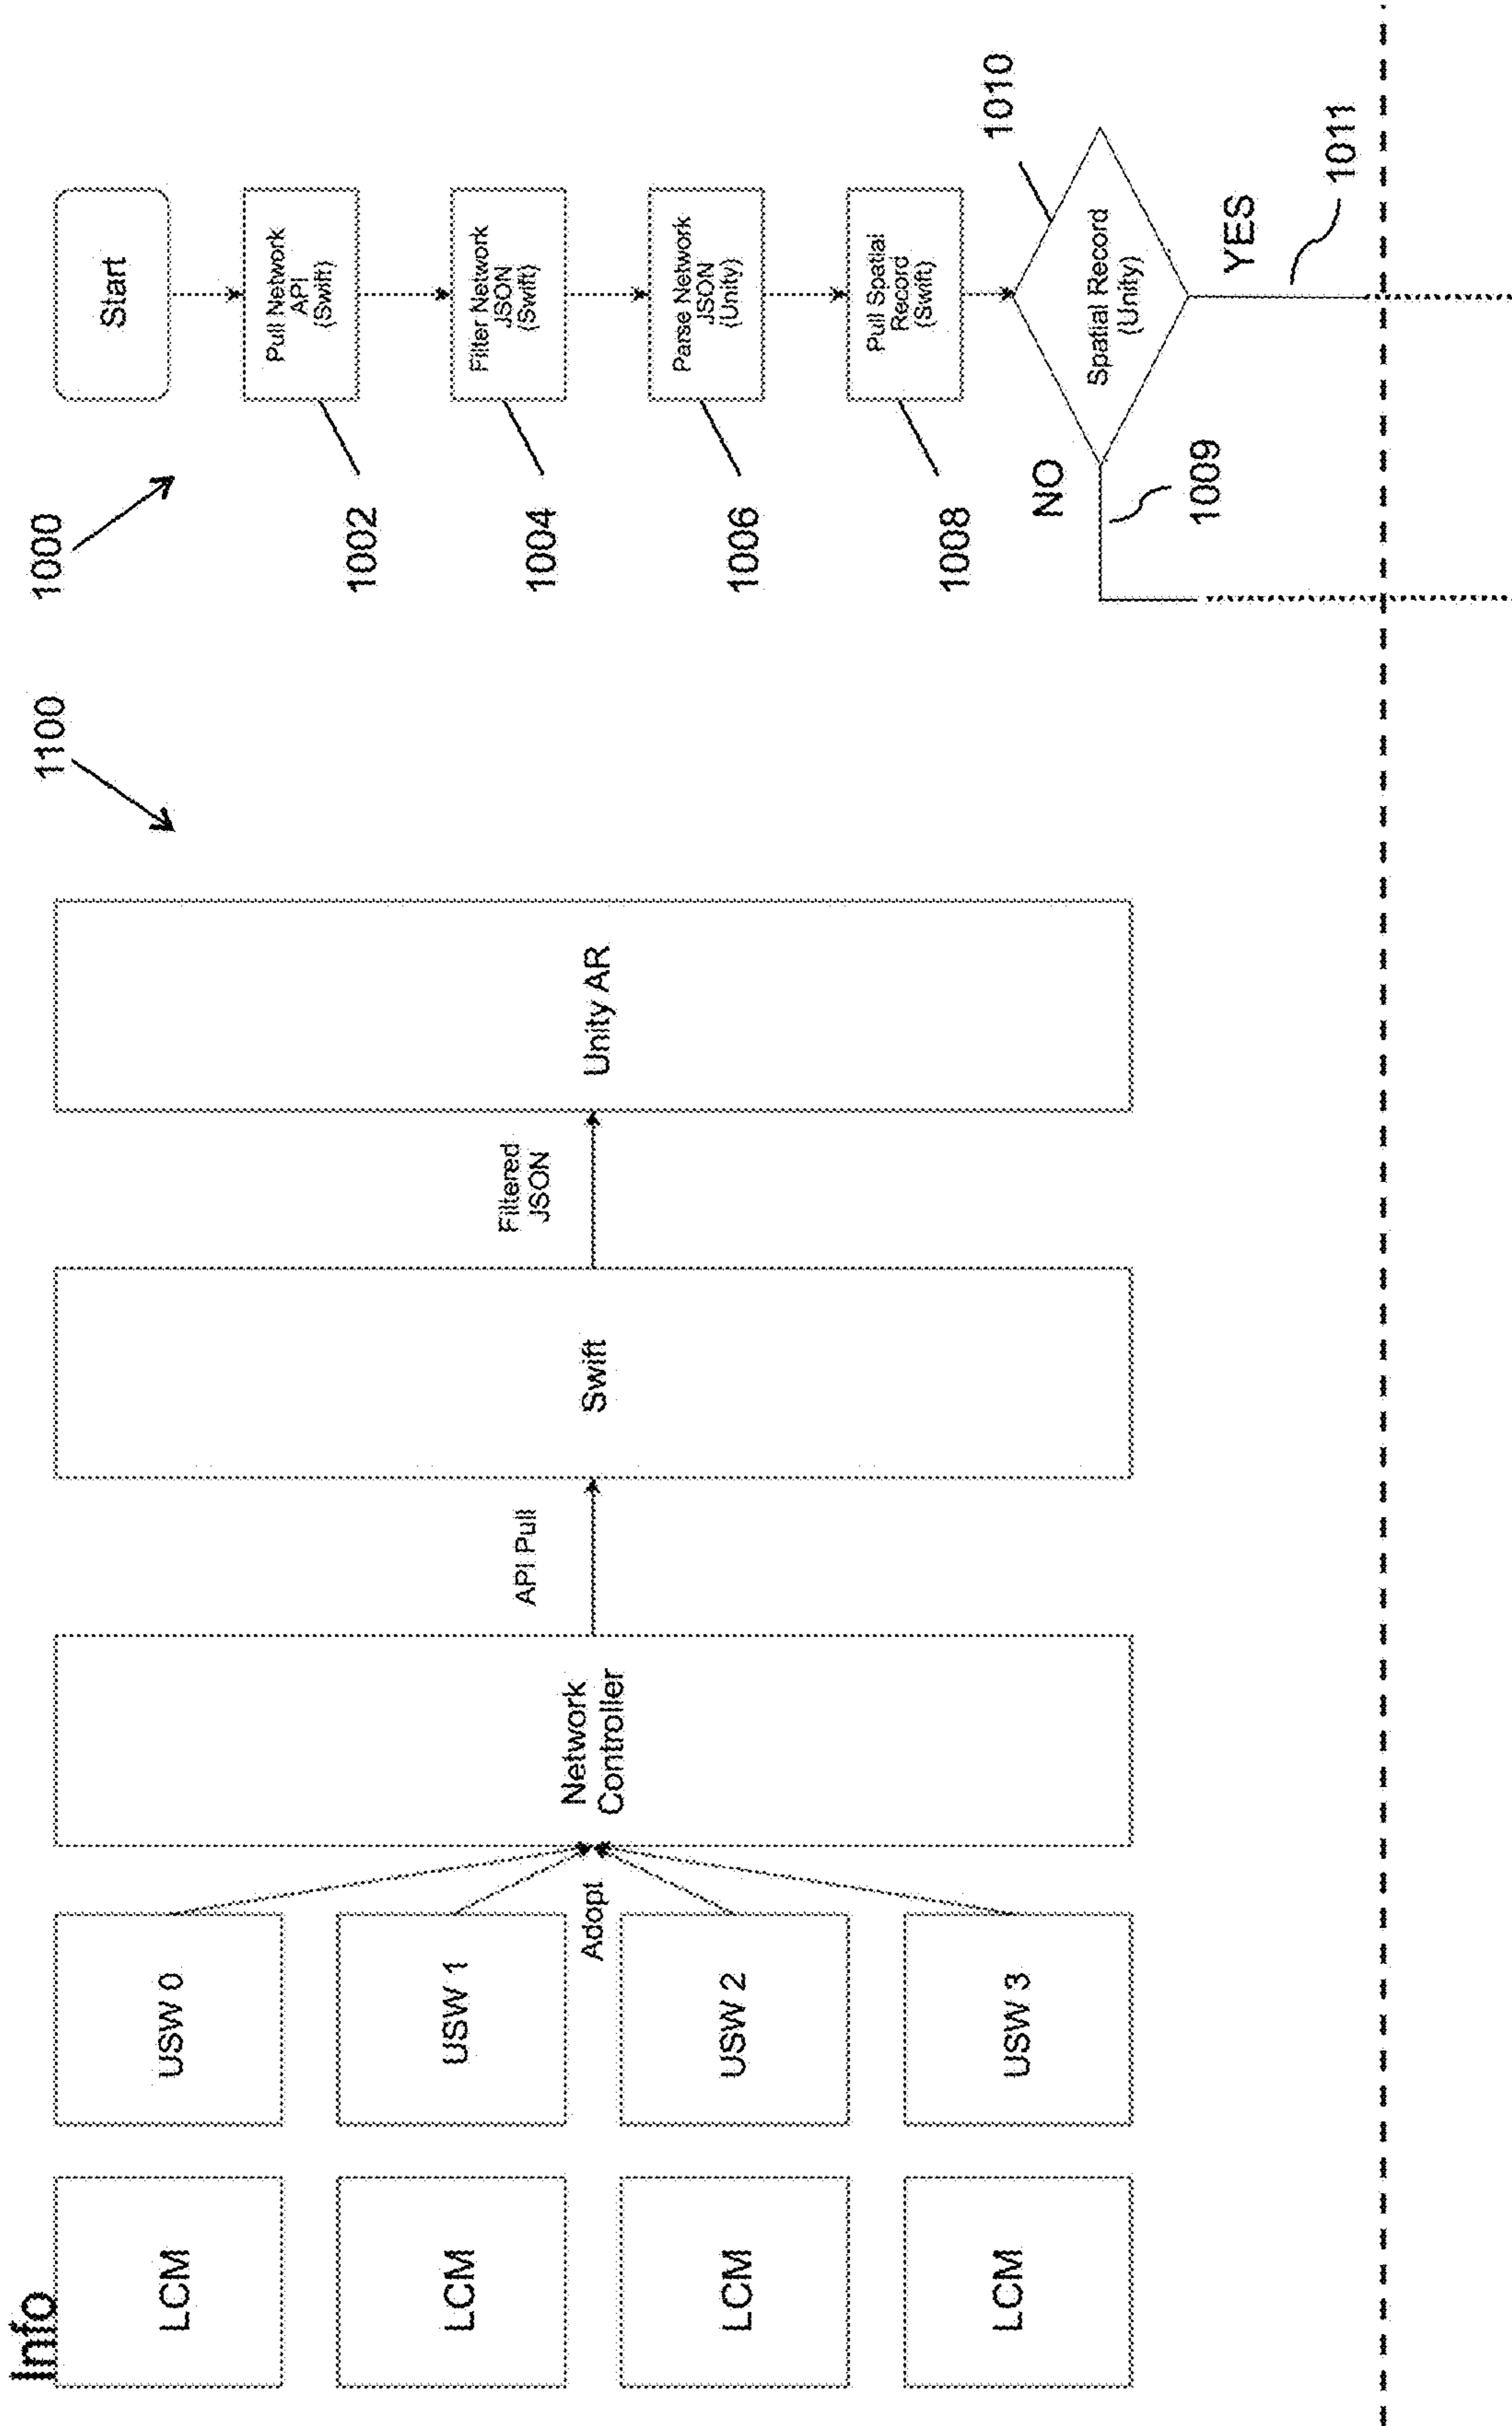 Info
LCM
LCM
LCM
LCM
USW 0
USW 1
USW 2
USW 3
Adopt
Network
Controller
API Pull
Swift
Filtered
JSON
Unity AR
1100
1000
Start
Pull Network
API
(Swift)
1002
Filter Network
JSON
(Swift)
1004
Parse Network
JSON
(Unity)
1006
Pull Spatial
Record
(Swift)
1008
Spatial Record
(Unity)
1010
NO
1009
YES
1011